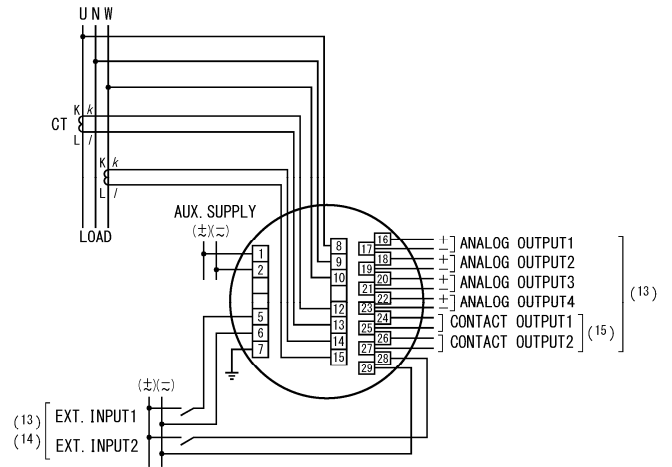 U N W
K k
CT
L l
K k
L l
LOAD
AUX. SUPPLY
(±)(∼)
1
2
5
6
7
8
9
10
12
13
14
15
16
17
18
19
20
21
22
23
24
25
26
27
28
29
+
− ANALOG OUTPUT1
+
− ANALOG OUTPUT2
+
− ANALOG OUTPUT3
+
− ANALOG OUTPUT4
CONTACT OUTPUT1
CONTACT OUTPUT2
(15)
(13)
(±)(∼)
(13)
(14)
EXT. INPUT1
EXT. INPUT2